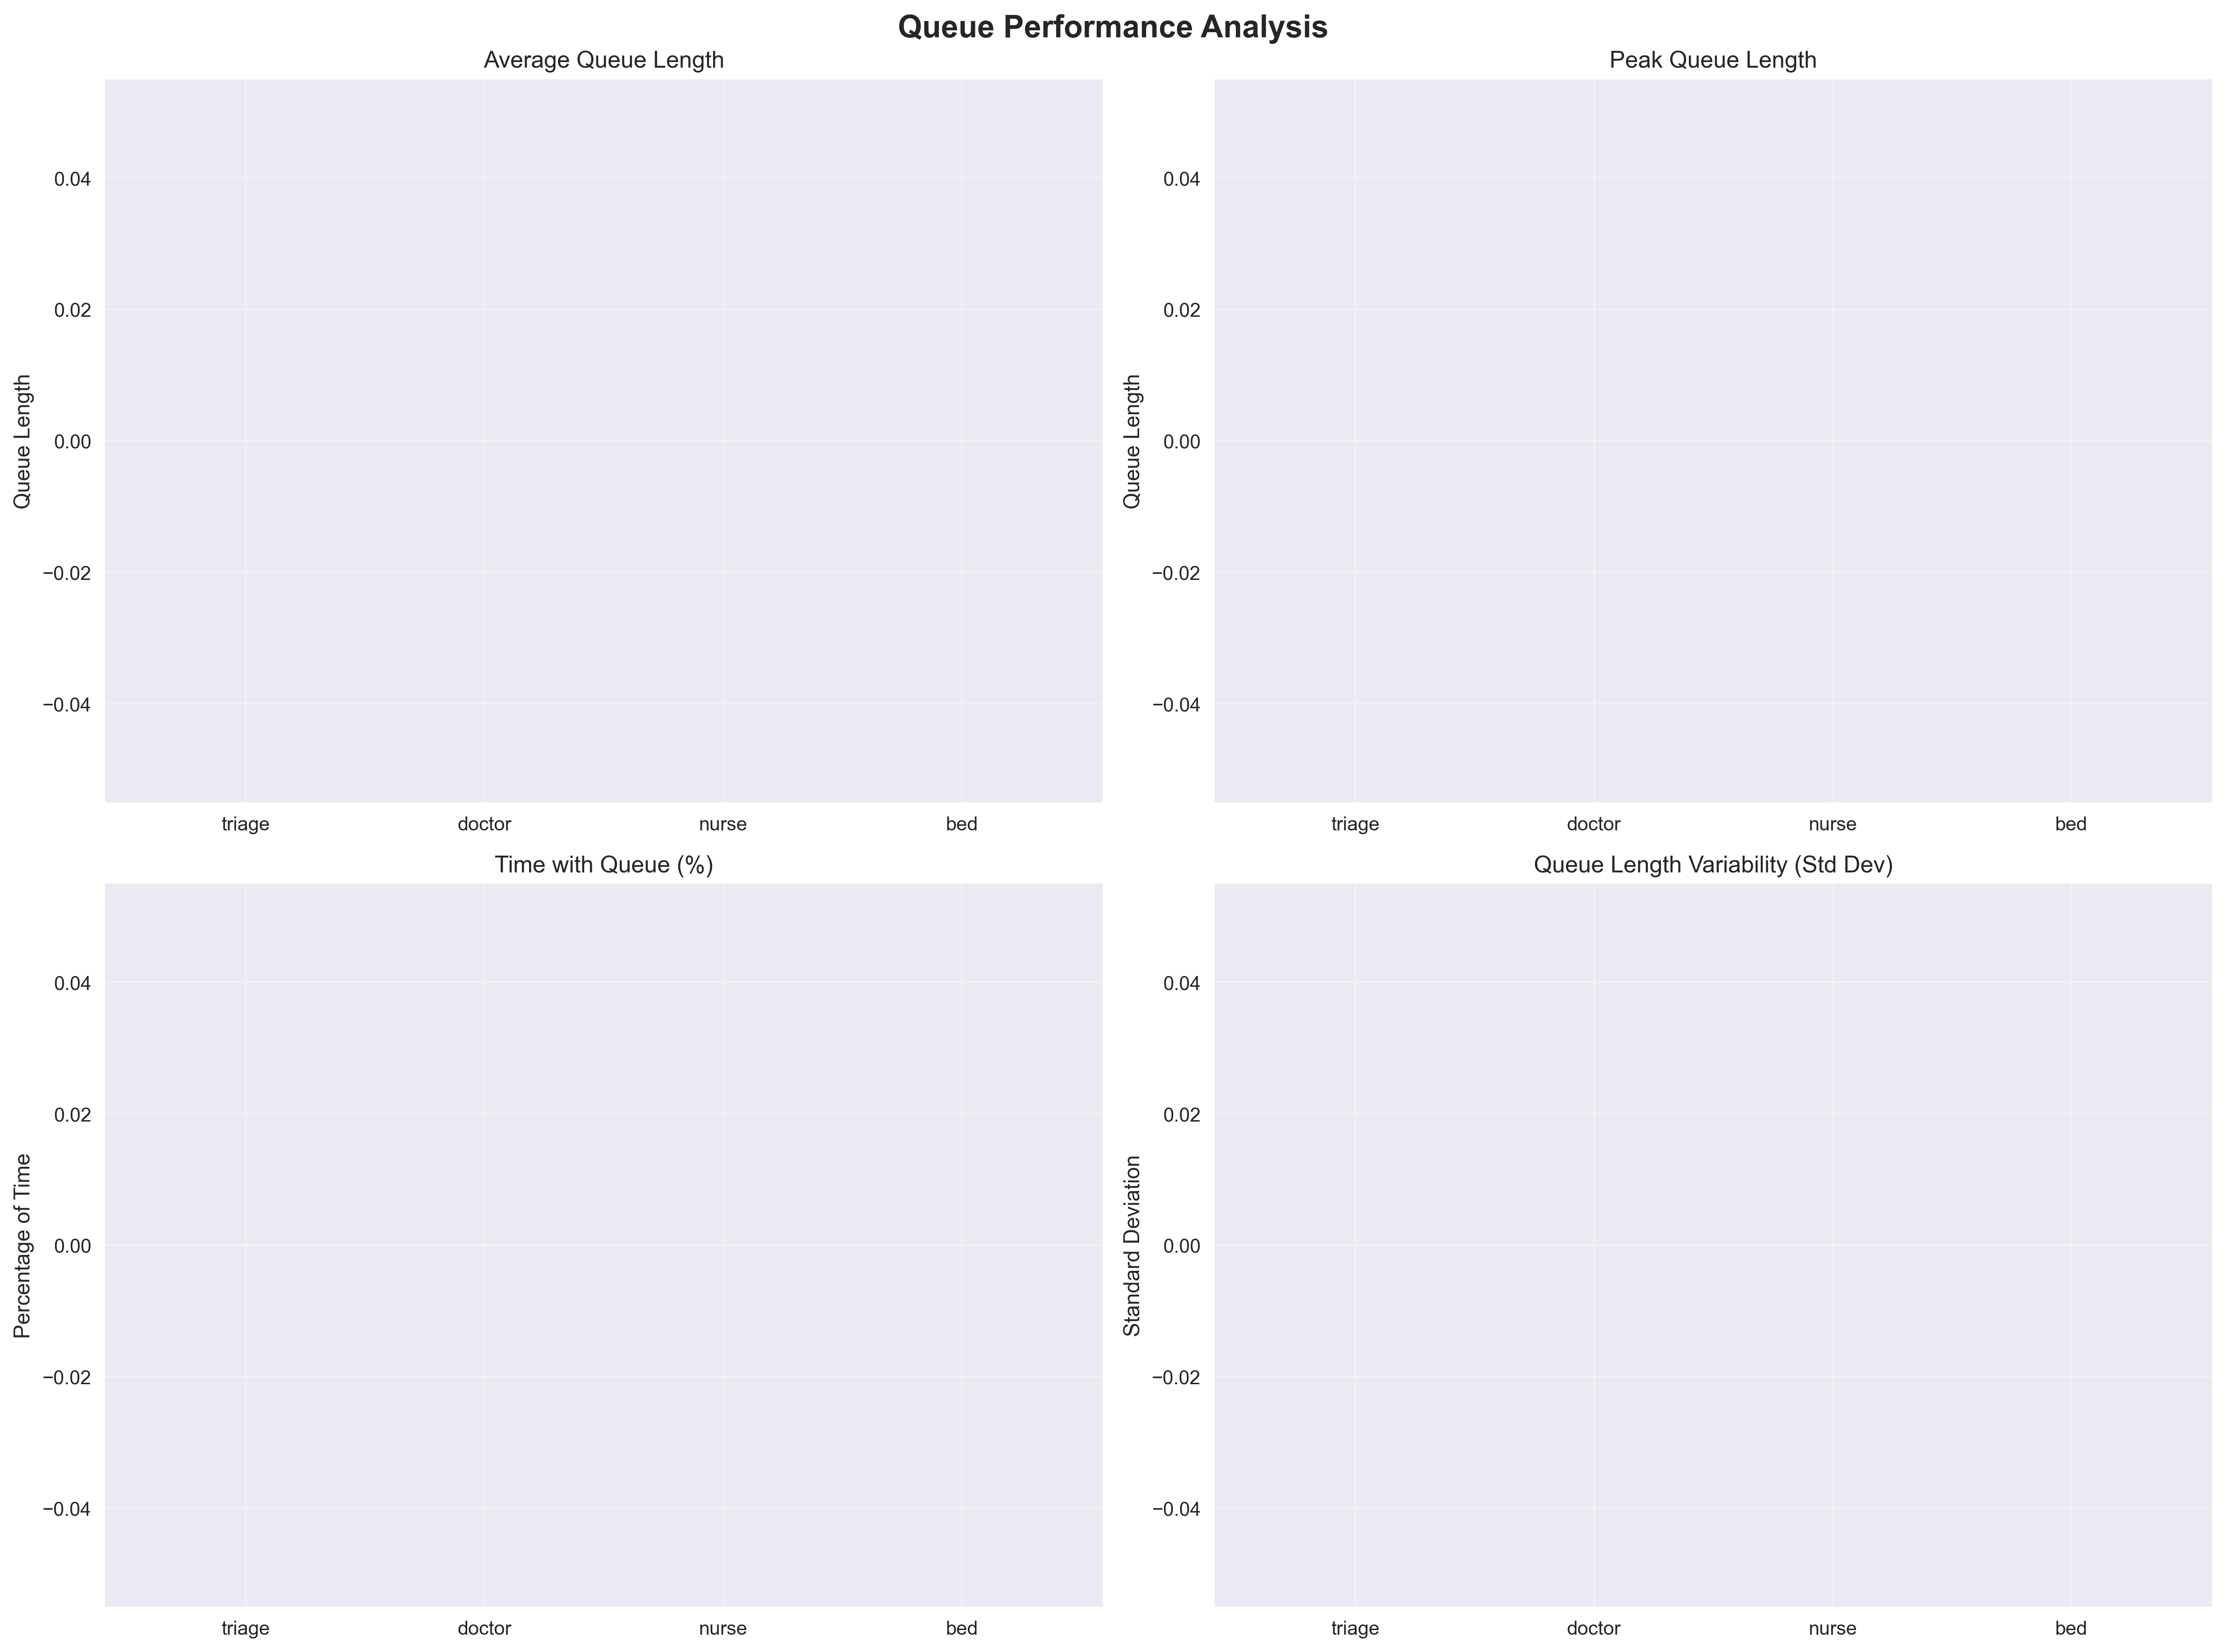 Queue Performance Analysis
Average Queue Length
Queue Length
0.04
0.02
0.00
−0.02
−0.04
triage doctor nurse bed
Peak Queue Length
Queue Length
0.04
0.02
0.00
−0.02
−0.04
triage doctor nurse bed
Time with Queue (%)
Percentage of Time
0.04
0.02
0.00
−0.02
−0.04
triage doctor nurse bed
Queue Length Variability (Std Dev)
Standard Deviation
0.04
0.02
0.00
−0.02
−0.04
triage doctor nurse bed